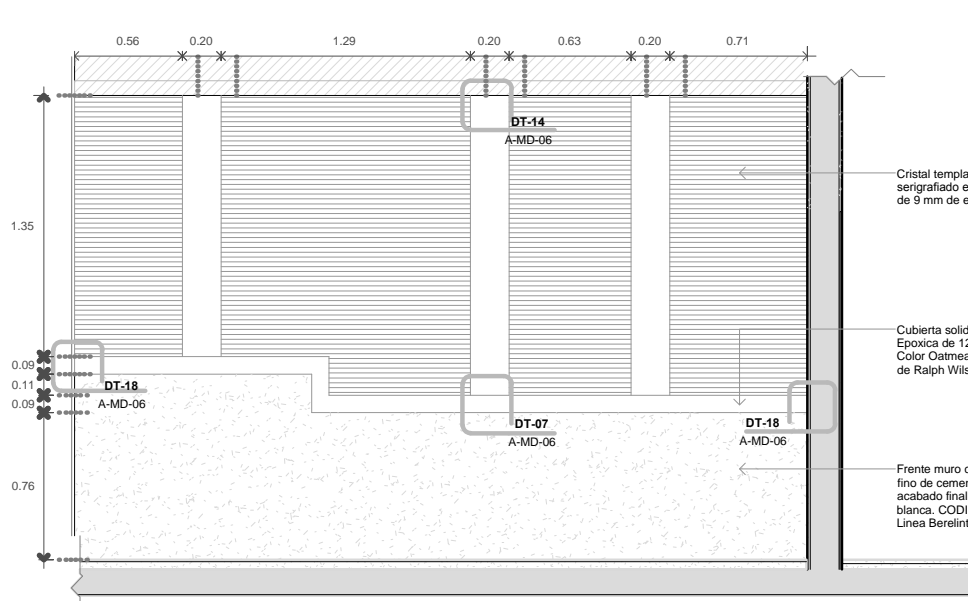 0.56 0.20 1.29 0.20 0.63 0.20 0.71
DT-14
A-MD-06
Cristal templa
serigrafiado e
de 9 mm de e
1.35
Cubierta solid
Epoxica de 12
Color Oatmea
de Ralph Wils
0.09
0.11
0.09
DT-18
A-MD-06
DT-07
A-MD-06
DT-18
A-MD-06
0.76
Frente muro c
fino de cemen
acabado final
blanca. CODI
Linea Berelint